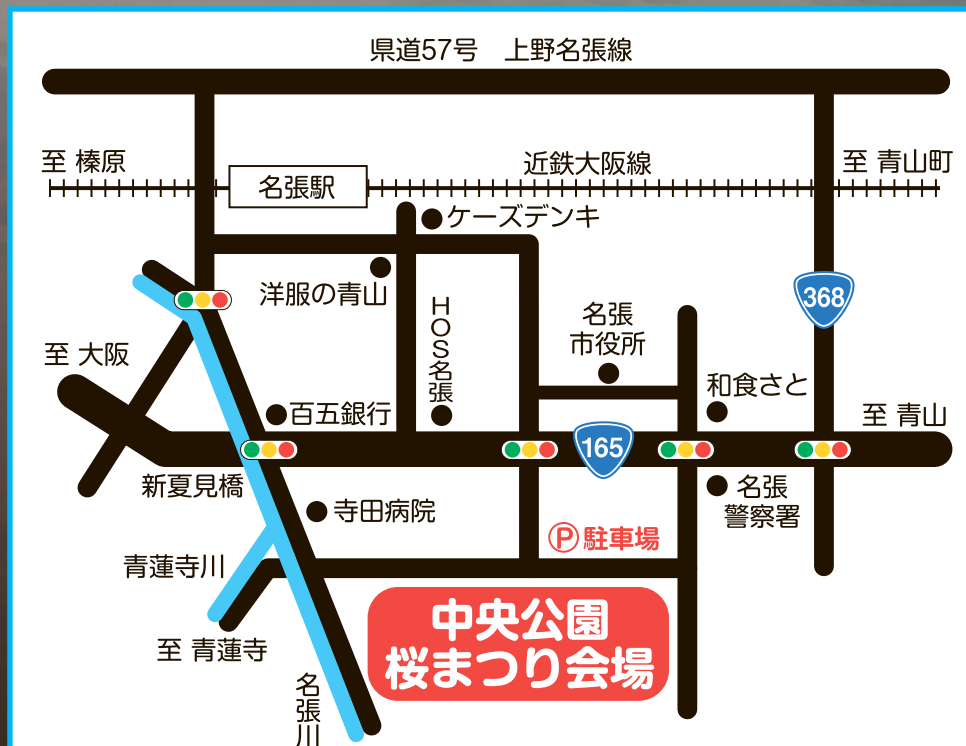 県道57号　上野名張線
至 榛原
名張駅
近鉄大阪線
至 青山町
ケーズデンキ
洋服の青山
HOS名張
名張
市役所
368
至 大阪
和食さと
百五銀行
至 青山
165
新夏見橋
寺田病院
名張
警察署
P 駐車場
青蓮寺川
中央公園
桜まつり会場
至 青蓮寺
名張川